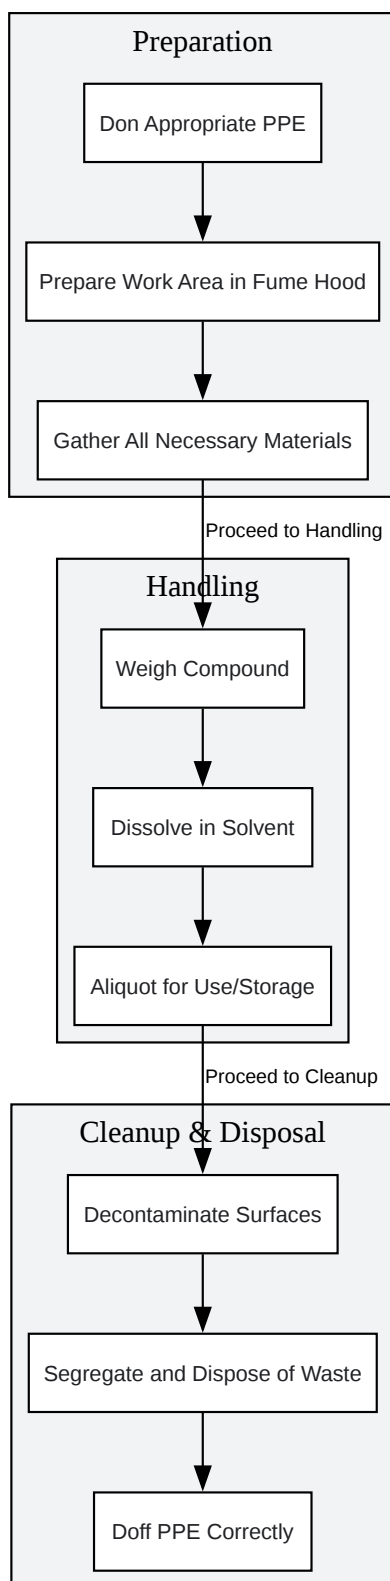 Preparation
Don Appropriate PPE
Prepare Work Area in Fume Hood
Gather All Necessary Materials
Proceed to Handling
Handling
Weigh Compound
Dissolve in Solvent
Aliquot for Use/Storage
Proceed to Cleanup
Cleanup & Disposal
Decontaminate Surfaces
Segregate and Dispose of Waste
Doff PPE Correctly